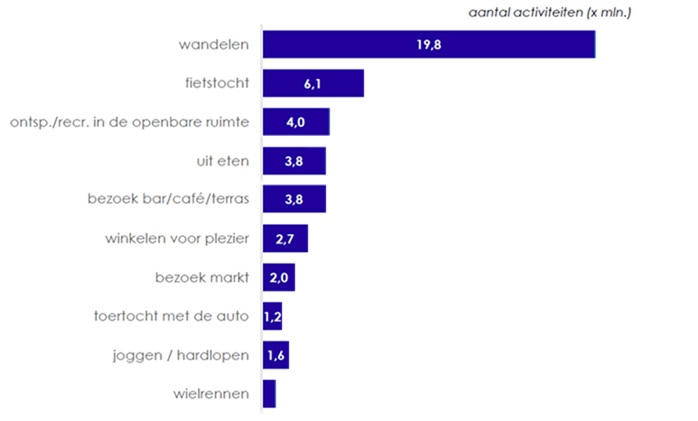 aantal activiteiten (x mln.)
wandelen 19,8
fietstocht 6,1
ontsp./recr. in de openbare ruimte 4,0
uit eten 3,8
bezoek bar/café/terras 3,8
winkelen voor plezier 2,7
bezoek markt 2,0
toertocht met de auto 1,2
joggen / hardlopen 1,6
wielrennen